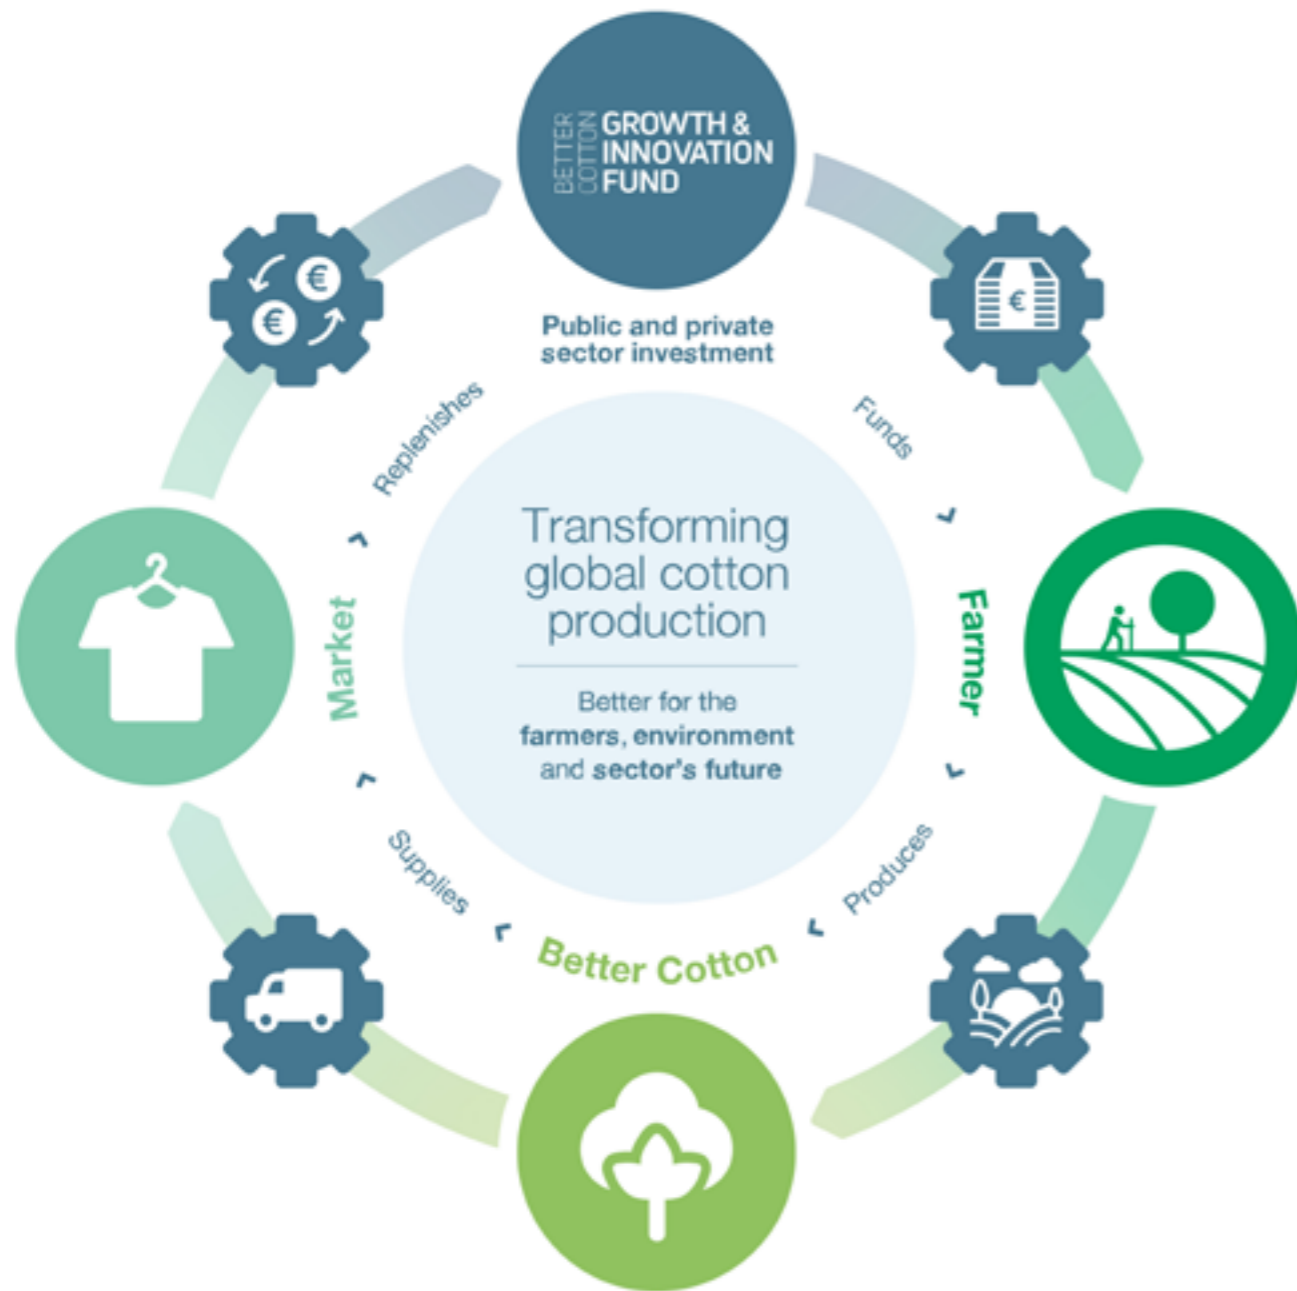 BETTER
COTTON
GROWTH &
INNOVATION
FUND
Public and private
sector investment
Funds
Farmer
Produces
Better Cotton
Supplies
Market
Replenishes
Transforming
global cotton
production
Better for the
farmers, environment
and sector's future
€
€
€